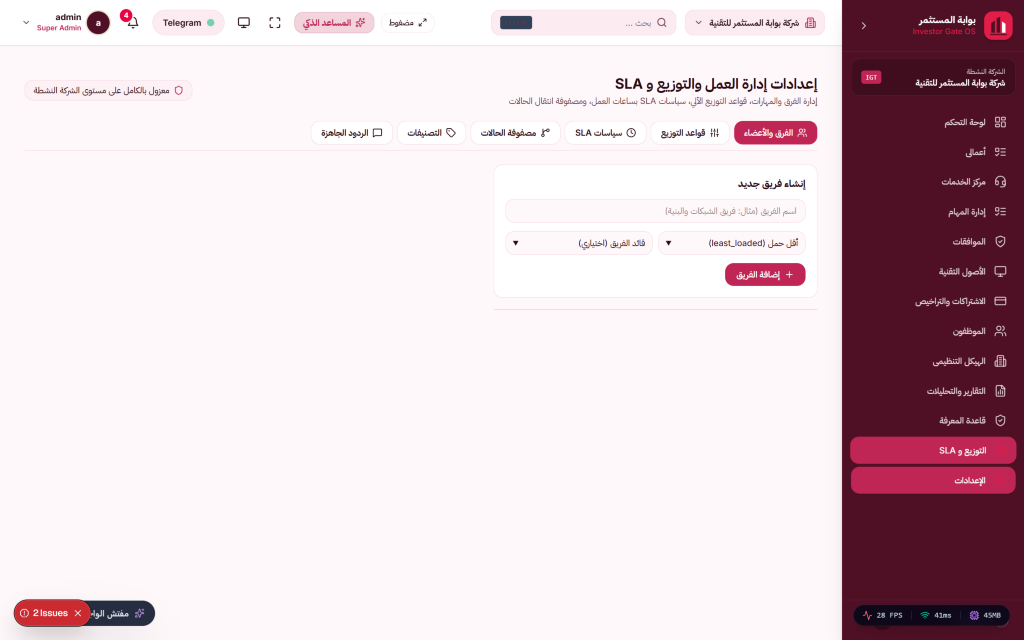 بوابة المستثمر
Investor Gate OS
الشركة النشطة
شركة بوابة المستثمر للتقنية
IGT
لوحة التحكم
أعمالي
مركز الخدمات
إدارة المهام
الموافقات
الأصول التقنية
الاشتراكات والتراخيص
الموظفون
الهيكل التنظيمي
التقارير والتحليلات
قاعدة المعرفة
التوزيع و SLA
الإعدادات
28 FPS 41ms 45MB
شركة بوابة المستثمر للتقنية
بحث ...
مضغوط
المساعد الذكي
Telegram
4
a
admin
Super Admin
إعدادات إدارة العمل والتوزيع و SLA
إدارة الفرق والمهارات، قواعد التوزيع الآلي، سياسات SLA بساعات العمل، ومصفوفة انتقال الحالات
معزول بالكامل على مستوى الشركة النشطة
الفرق والأعضاء
قواعد التوزيع
سياسات SLA
مصفوفة الحالات
التصنيفات
الردود الجاهزة
إنشاء فريق جديد
اسم الفريق (مثال: فريق الشبكات والبنية)
أقل حمل (least_loaded)
قائد الفريق (اختياري)
+ إضافة الفريق
2 Issues
مفتش